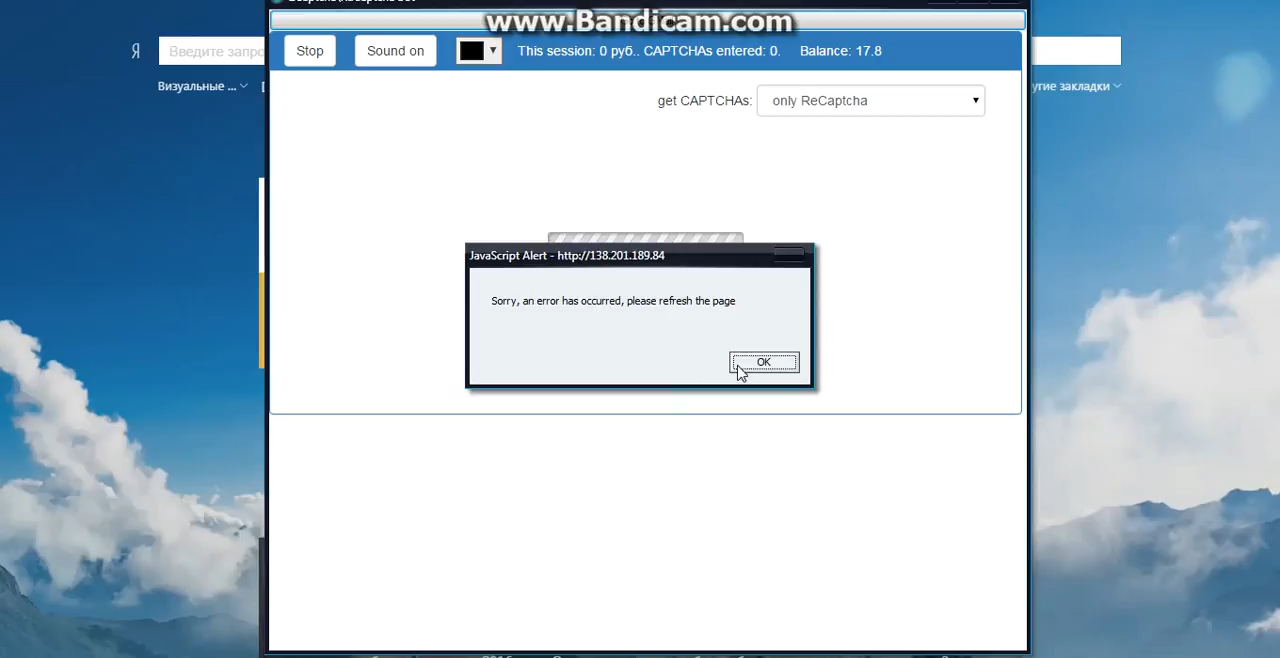 www.Bandicam.com
Я
Введите запро
Stop
Sound on
This session: 0 руб.. CAPTCHAs entered: 0.
Balance: 17.8
Визуальные ...
get CAPTCHAs:
only ReCaptcha
угие закладки
JavaScript Alert - http://138.201.189.84
Sorry, an error has occurred, please refresh the page
OK